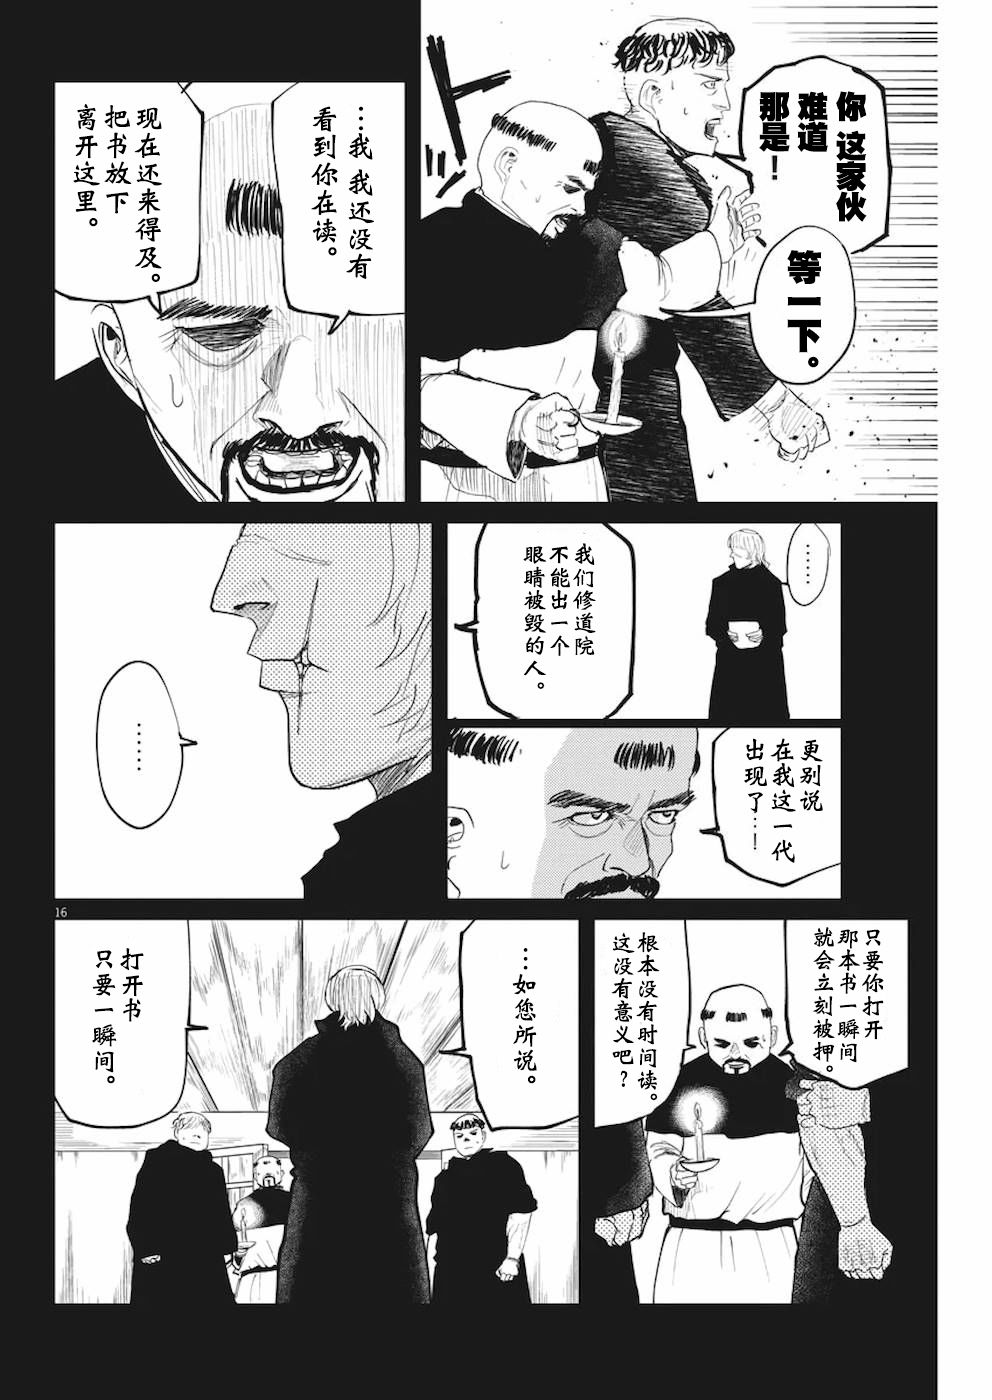 你 这家伙
难道
那是！
等一下。
…我 我还没有
看到你在读。
现在还来得及。
把书放下
离开这里。
……
我们修道院
不能出一个
眼睛被毁的人。
更别说
在我这一代
出现了…！
……
只要你打开
那本书一瞬间
就会立刻被押。
根本没有时间读。
这没有意义吧？
…如您所说。
打开书
只要一瞬间。
16